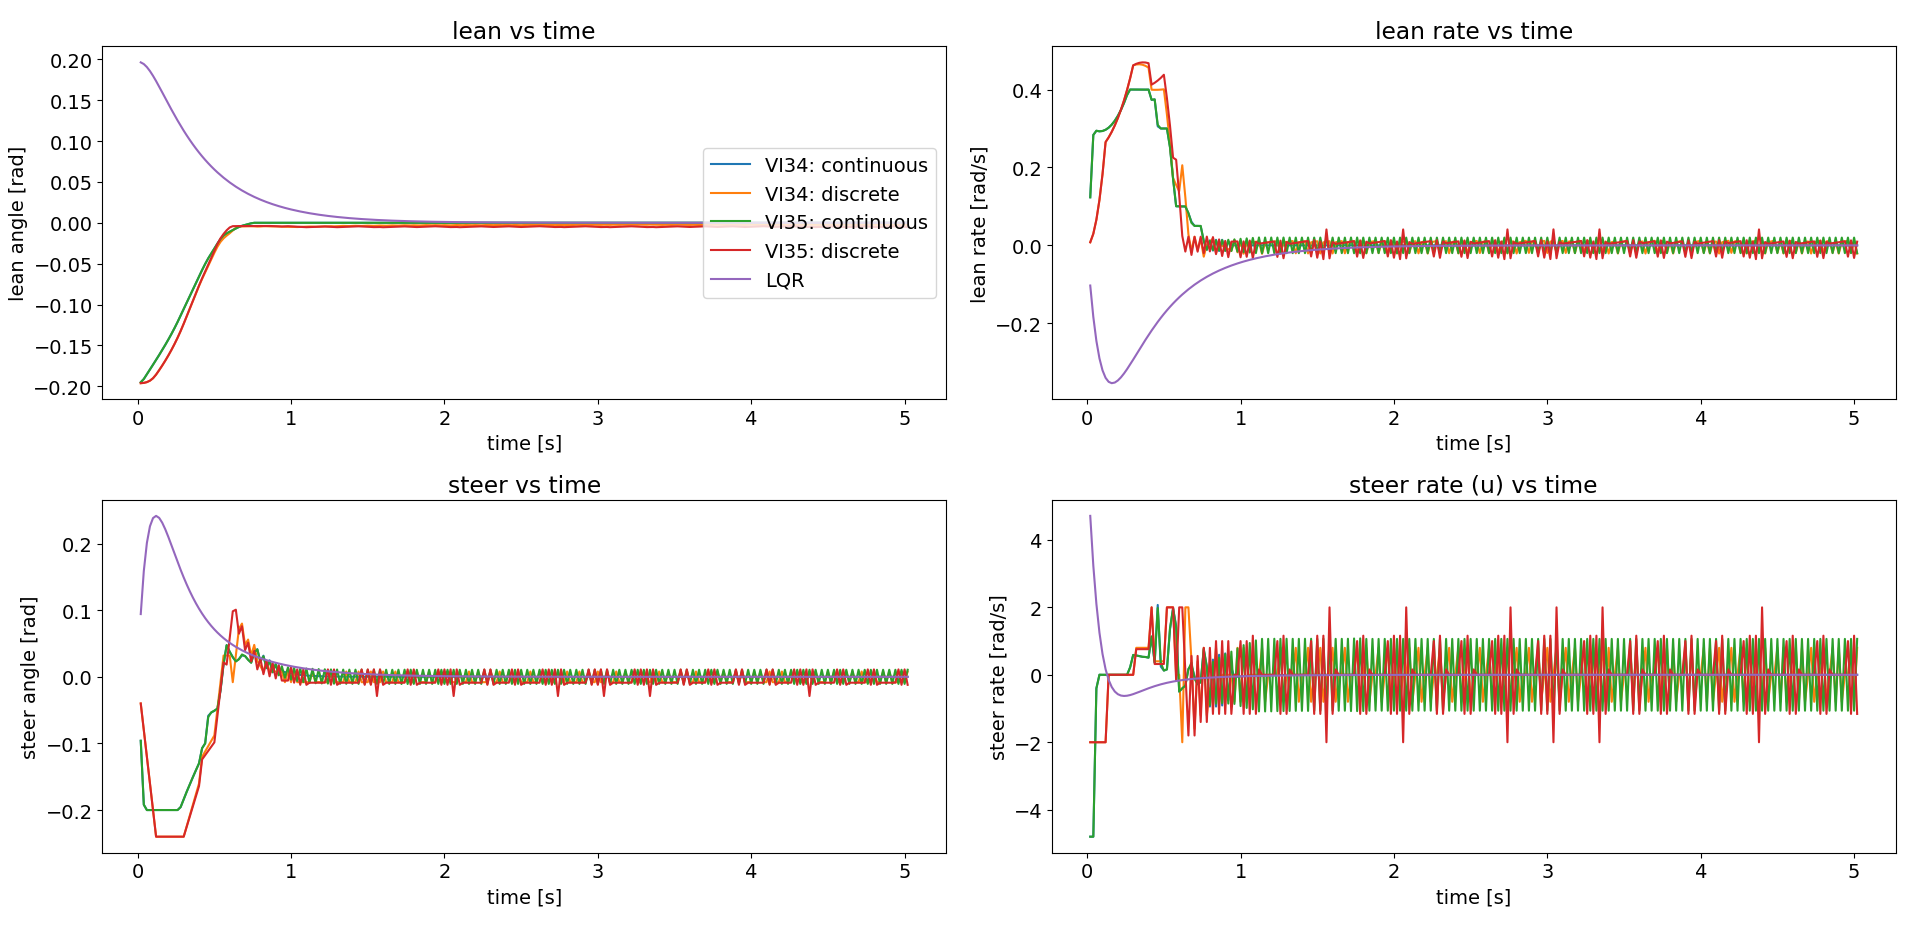 lean vs time
lean angle [rad]
0.20
0.15
0.10
0.05
0.00
−0.05
−0.10
−0.15
−0.20
VI34: continuous
VI34: discrete
VI35: continuous
VI35: discrete
LQR
0 1 2 3 4 5
time [s]
lean rate vs time
lean rate [rad/s]
0.4
0.2
0.0
−0.2
0 1 2 3 4 5
time [s]
steer vs time
steer angle [rad]
0.2
0.1
0.0
−0.1
−0.2
0 1 2 3 4 5
time [s]
steer rate (u) vs time
steer rate [rad/s]
4
2
0
−2
−4
0 1 2 3 4 5
time [s]